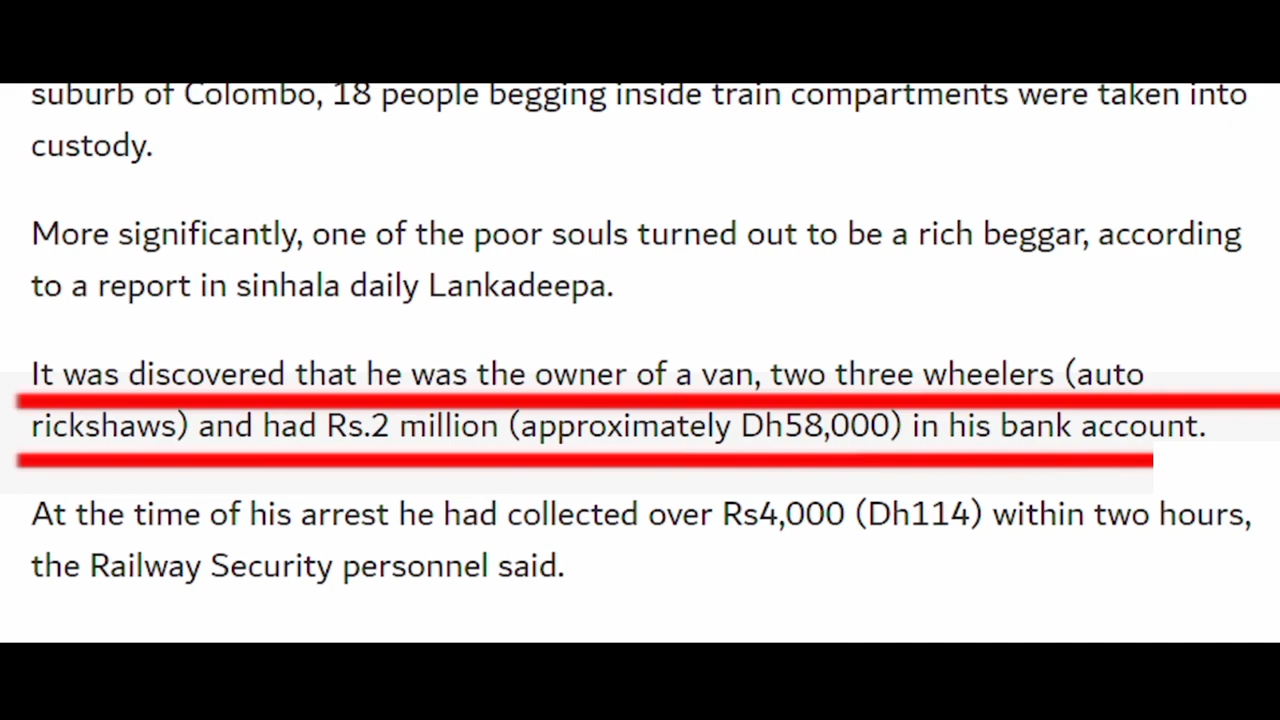 suburb of Colombo, 18 people begging inside train compartments were taken into
custody.
More significantly, one of the poor souls turned out to be a rich beggar, according
to a report in sinhala daily Lankadeepa.
It was discovered that he was the owner of a van, two three wheelers (auto
rickshaws) and had Rs.2 million (approximately Dh58,000) in his bank account.
At the time of his arrest he had collected over Rs4,000 (Dh114) within two hours,
the Railway Security personnel said.